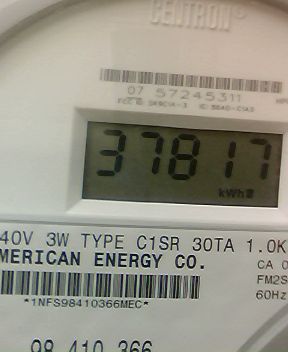 CENTRON®
07 57245311
37817
kWh
40V 3W TYPE C1SR 30TA 1.0K
MERICAN ENERGY CO.
CA 0
FM2S
60Hz
*1NFS98410366MEC*
98 410 366